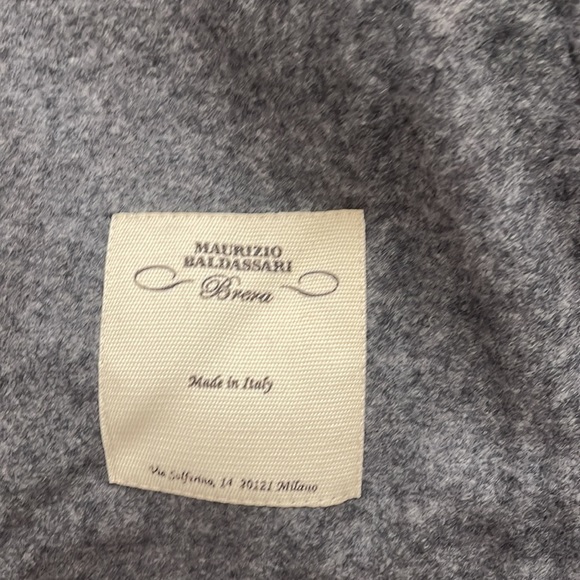 MAURIZIO
BALDASSARI
Brera
Made in Italy
Via Solferino, 14 20121 Milano